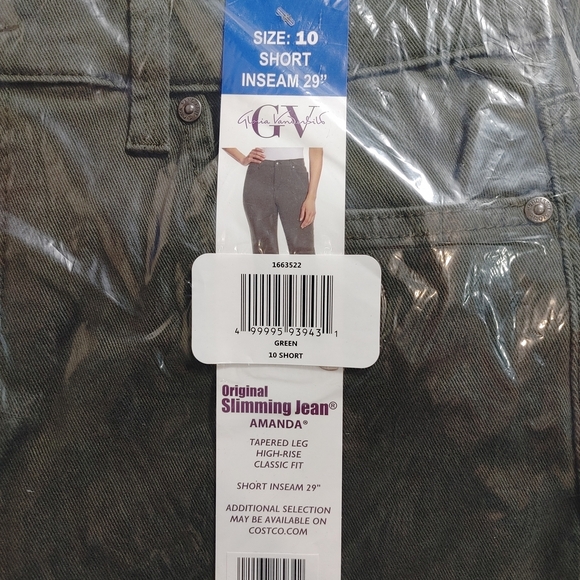 SIZE: 10
SHORT
INSEAM 29"
GV
Gloria Vanderbilt
1663522
4 99995 93943 1
GREEN
10 SHORT
Original
Slimming Jean®
AMANDA®
TAPERED LEG
HIGH-RISE
CLASSIC FIT
SHORT INSEAM 29"
ADDITIONAL SELECTION
MAY BE AVAILABLE ON
COSTCO.COM